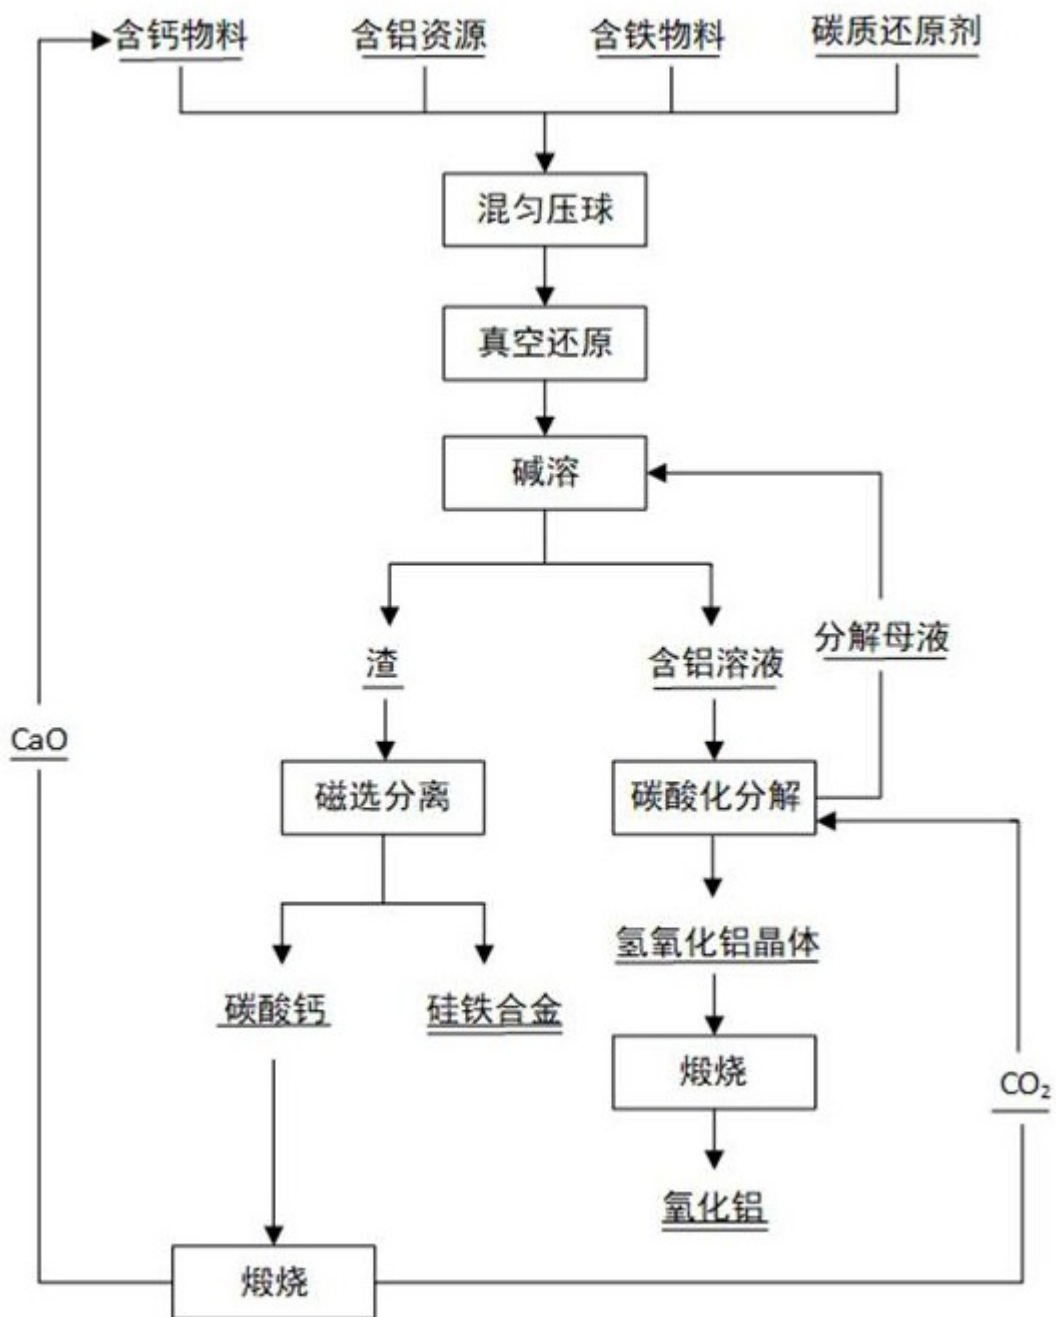 含钙物料
含铝资源
含铁物料
碳质还原剂
混匀压球
真空还原
碱溶
分解母液
渣
含铝溶液
CaO
磁选分离
碳酸化分解
氢氧化铝晶体
碳酸钙
硅铁合金
煅烧
CO₂
氧化铝
煅烧